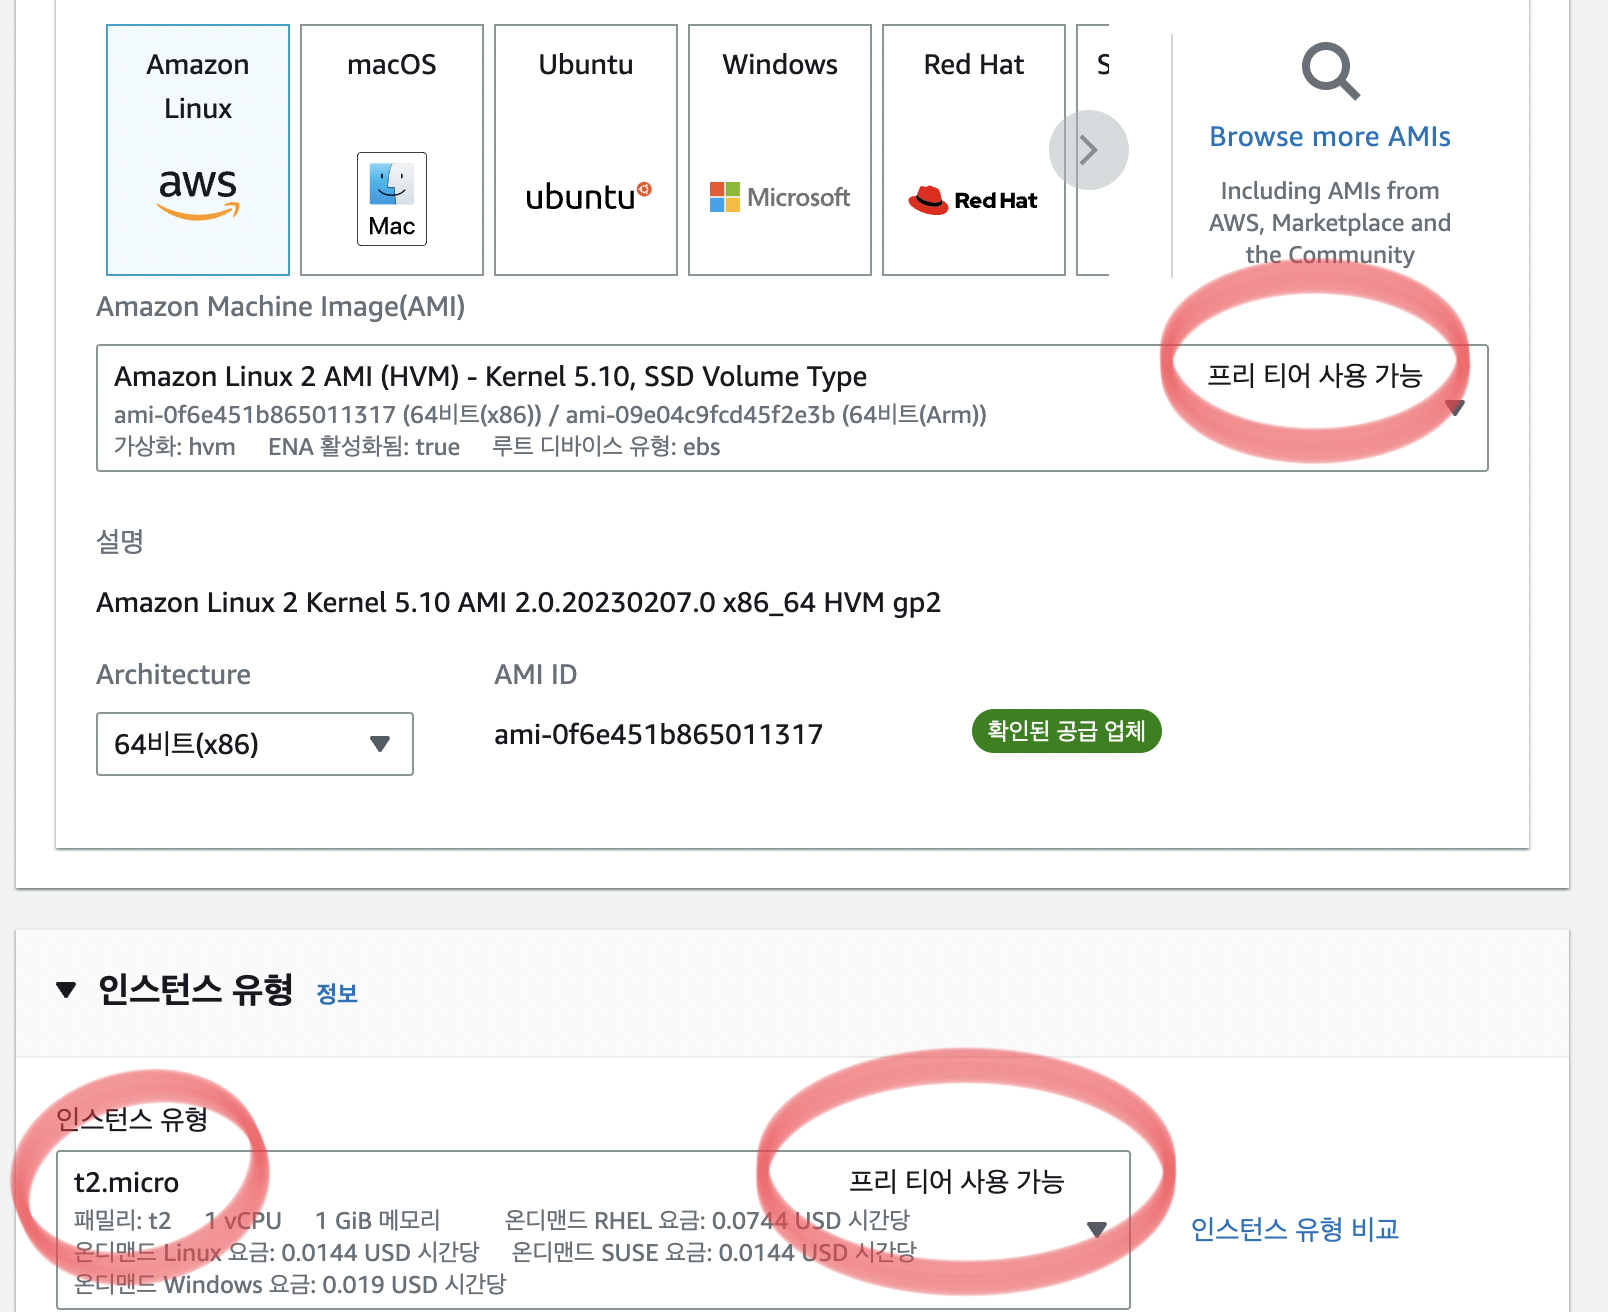 Amazon
Linux
aws
macOS
Mac
Ubuntu
ubuntu
Windows
Microsoft
Red Hat
Red Hat
S
Browse more AMIs
Including AMIs from
AWS, Marketplace and
the Community
Amazon Machine Image(AMI)
Amazon Linux 2 AMI (HVM) - Kernel 5.10, SSD Volume Type
프리 티어 사용 가능
ami-0f6e451b865011317 (64비트(x86)) / ami-09e04c9fcd45f2e3b (64비트(Arm))
가상화: hvm ENA 활성화됨: true 루트 디바이스 유형: ebs
설명
Amazon Linux 2 Kernel 5.10 AMI 2.0.20230207.0 x86_64 HVM gp2
Architecture
AMI ID
64비트(x86)
ami-0f6e451b865011317
확인된 공급 업체
인스턴스 유형 정보
인스턴스 유형
t2.micro
프리 티어 사용 가능
패밀리: t2 1 vCPU 1 GiB 메모리 온디맨드 RHEL 요금: 0.0744 USD 시간당
온디맨드 Linux 요금: 0.0144 USD 시간당 온디맨드 SUSE 요금: 0.0144 USD 시간당
온디맨드 Windows 요금: 0.019 USD 시간당
인스턴스 유형 비교